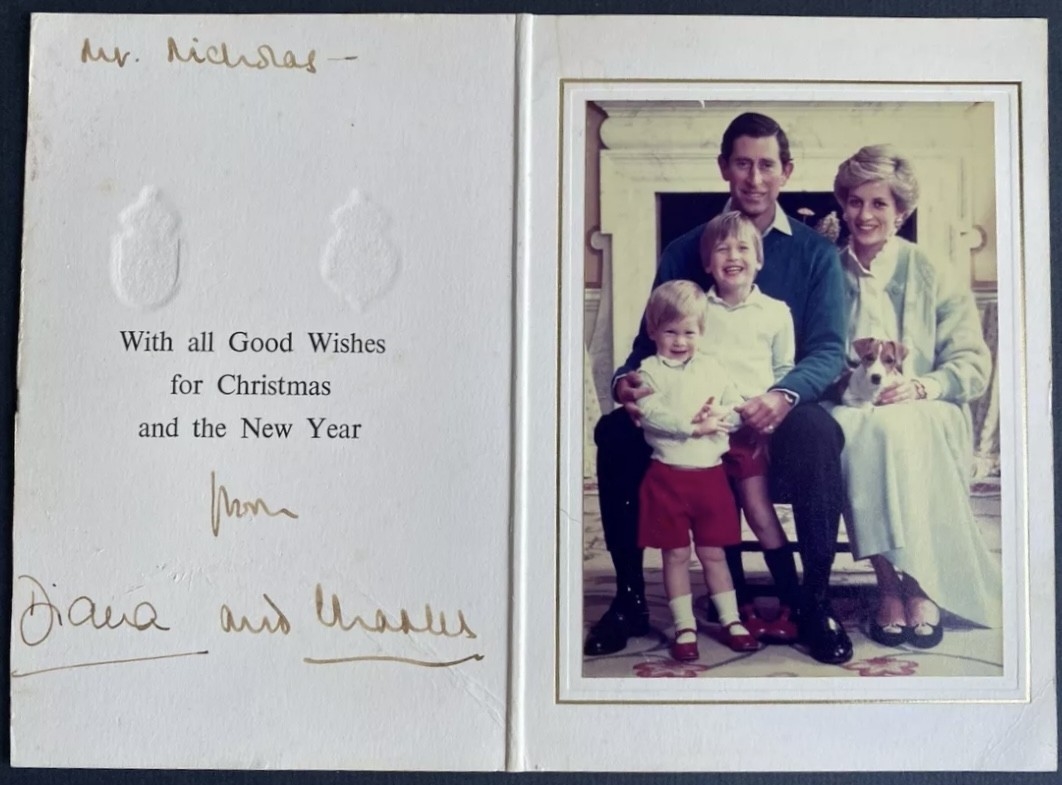 Mr. Nicholas –
With all Good Wishes
for Christmas
and the New Year
from
Diana and Charles